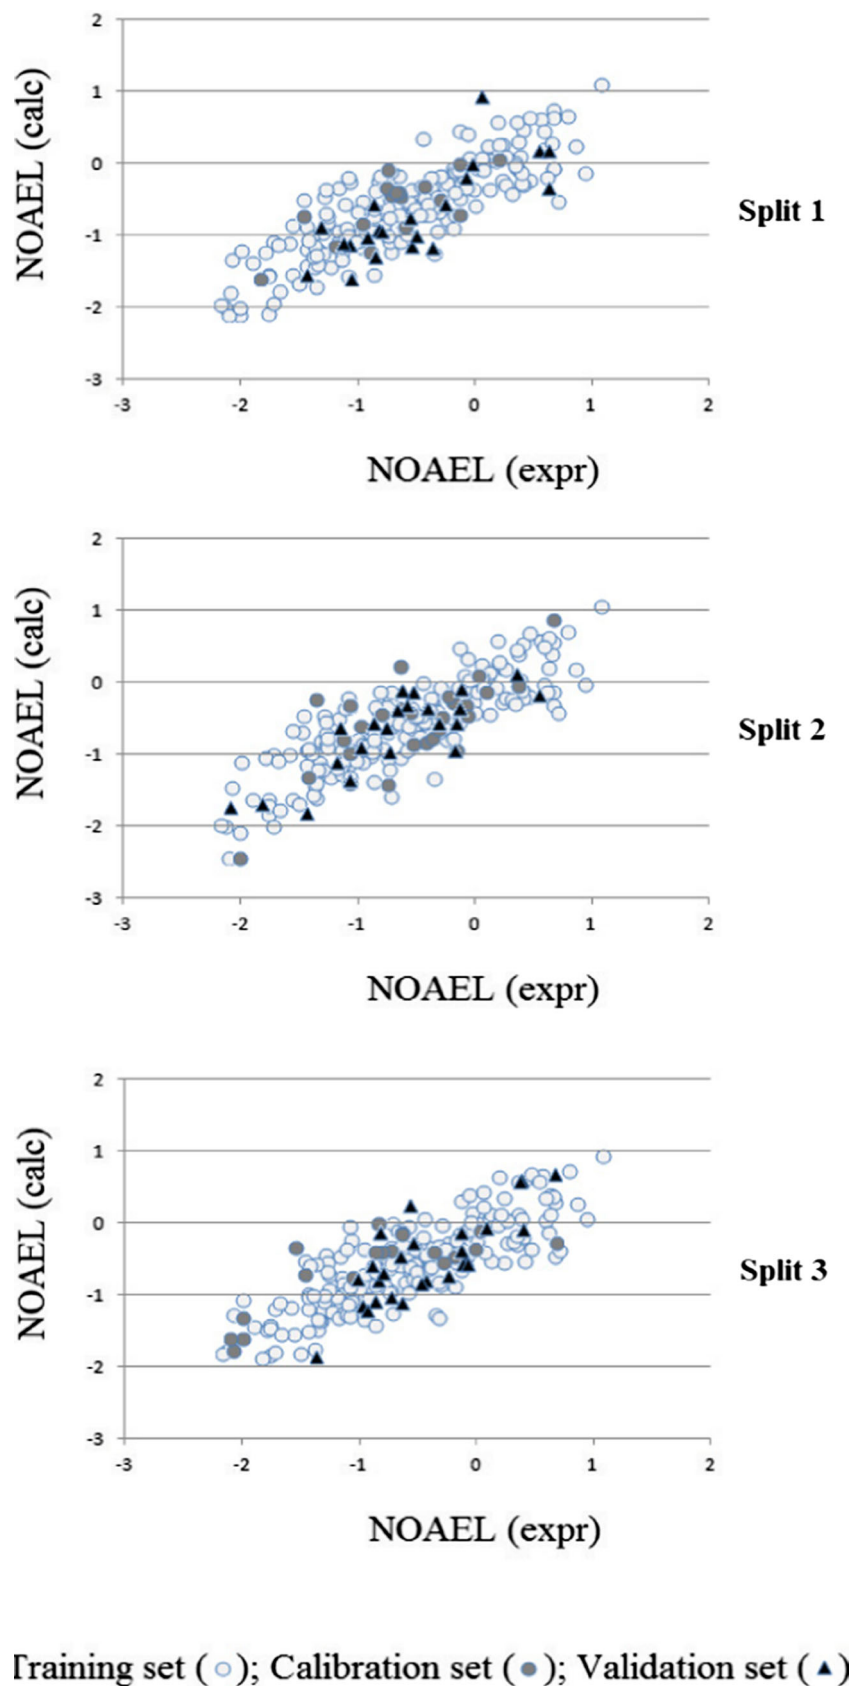 2
1
0
-1
-2
-3
NOAEL (calc)
-3 -2 -1 0 1 2
NOAEL (expr)
Split 1
2
1
0
-1
-2
-3
NOAEL (calc)
-3 -2 -1 0 1 2
NOAEL (expr)
Split 2
2
1
0
-1
-2
-3
NOAEL (calc)
-3 -2 -1 0 1 2
NOAEL (expr)
Split 3
Training set ( ○ ); Calibration set ( ● ); Validation set ( ▲ )